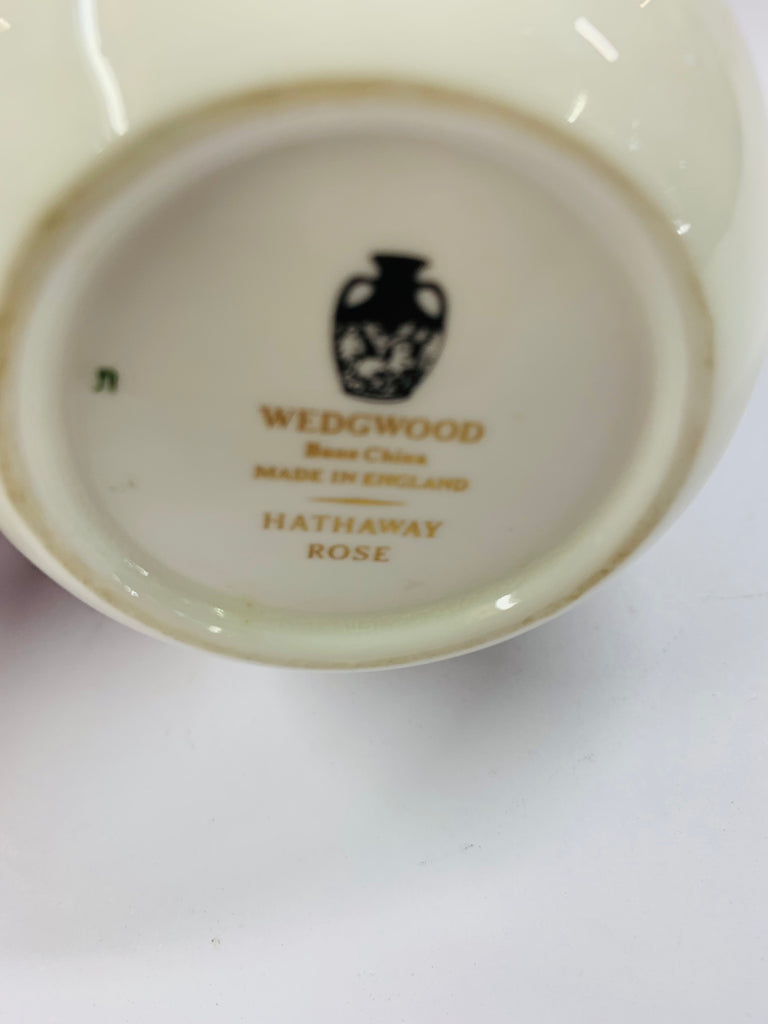 WEDGWOOD
Bone China
MADE IN ENGLAND
HATHAWAY
ROSE